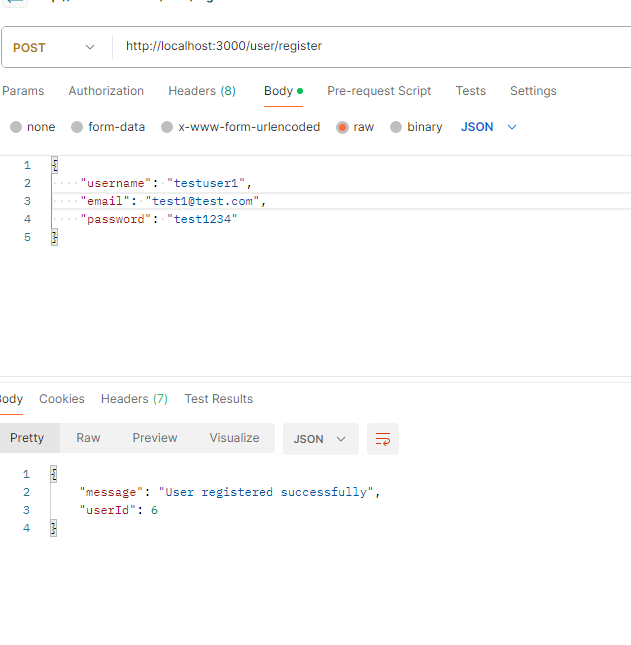 POST http://localhost:3000/user/register
Params Authorization Headers (8) Body Pre-request Script Tests Settings
none form-data x-www-form-urlencoded raw binary JSON
1 {
2 "username": "testuser1",
3 "email": "test1@test.com",
4 "password": "test1234"
5 }
Body Cookies Headers (7) Test Results
Pretty Raw Preview Visualize JSON
1 {
2 "message": "User registered successfully",
3 "userId": 6
4 }